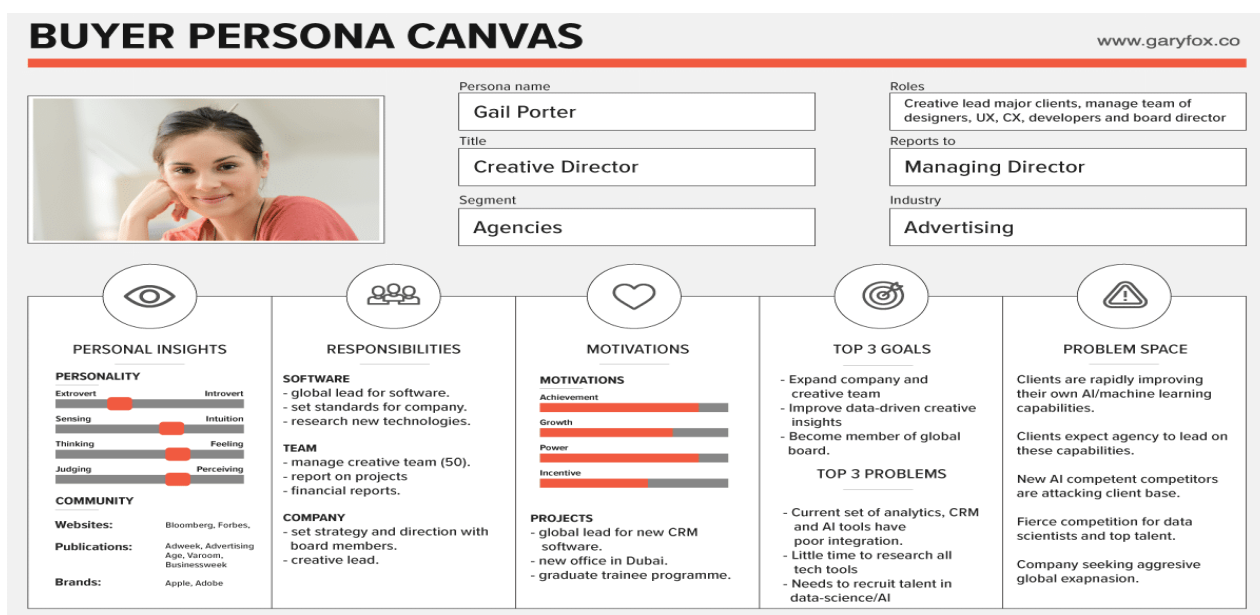 BUYER PERSONA CANVAS
www.garyfox.co
Persona name
Gail Porter
Title
Creative Director
Segment
Agencies
Roles
Creative lead major clients, manage team of
designers, UX, CX, developers and board director
Reports to
Managing Director
Industry
Advertising
PERSONAL INSIGHTS
PERSONALITY
Extrovert Introvert
Sensing Intuition
Thinking Feeling
Judging Perceiving
COMMUNITY
Websites: Bloomberg, Forbes,
Publications: Adweek, Advertising
Age, Varoom,
Businessweek
Brands: Apple, Adobe
RESPONSIBILITIES
SOFTWARE
- global lead for software.
- set standards for company.
- research new technologies.
TEAM
- manage creative team (50).
- report on projects
- financial reports.
COMPANY
- set strategy and direction with
board members.
- creative lead.
MOTIVATIONS
MOTIVATIONS
Achievement
Growth
Power
Incentive
PROJECTS
- global lead for new CRM
software.
- new office in Dubai.
- graduate trainee programme.
TOP 3 GOALS
- Expand company and
creative team
- Improve data-driven creative
insights
- Become member of global
board.
TOP 3 PROBLEMS
- Current set of analytics, CRM
and AI tools have
poor integration.
- Little time to research all
tech tools
- Needs to recruit talent in
data-science/AI
PROBLEM SPACE
Clients are rapidly improving
their own AI/machine learning
capabilities.
Clients expect agency to lead on
these capabilities.
New AI competent competitors
are attacking client base.
Fierce competition for data
scientists and top talent.
Company seeking aggresive
global exapnasion.